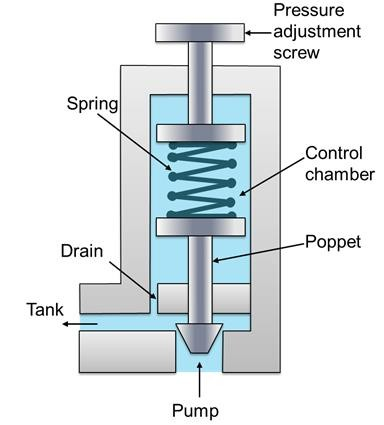 Pressure
adjustment
screw
Spring
Control
chamber
Poppet
Drain
Tank
Pump